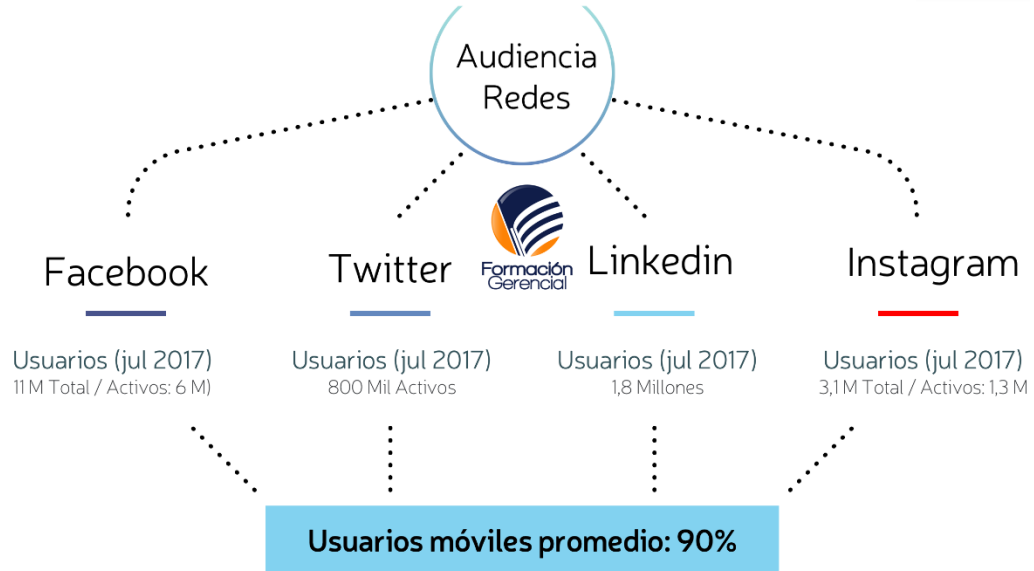 Audiencia
Redes
Formación
Gerencial
Facebook
Twitter
Linkedin
Instagram
Usuarios (jul 2017)
11 M Total / Activos: 6 M)
Usuarios (jul 2017)
800 Mil Activos
Usuarios (jul 2017)
1,8 Millones
Usuarios (jul 2017)
3,1 M Total / Activos: 1,3 M
Usuarios móviles promedio: 90%